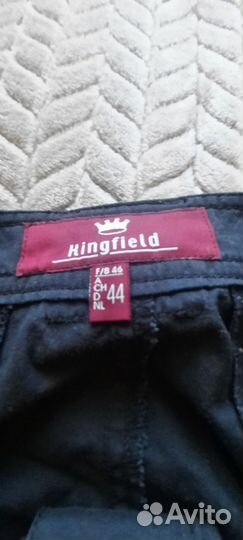 Kingfield
F/B 46
A
CH
D
NL
44
Avito